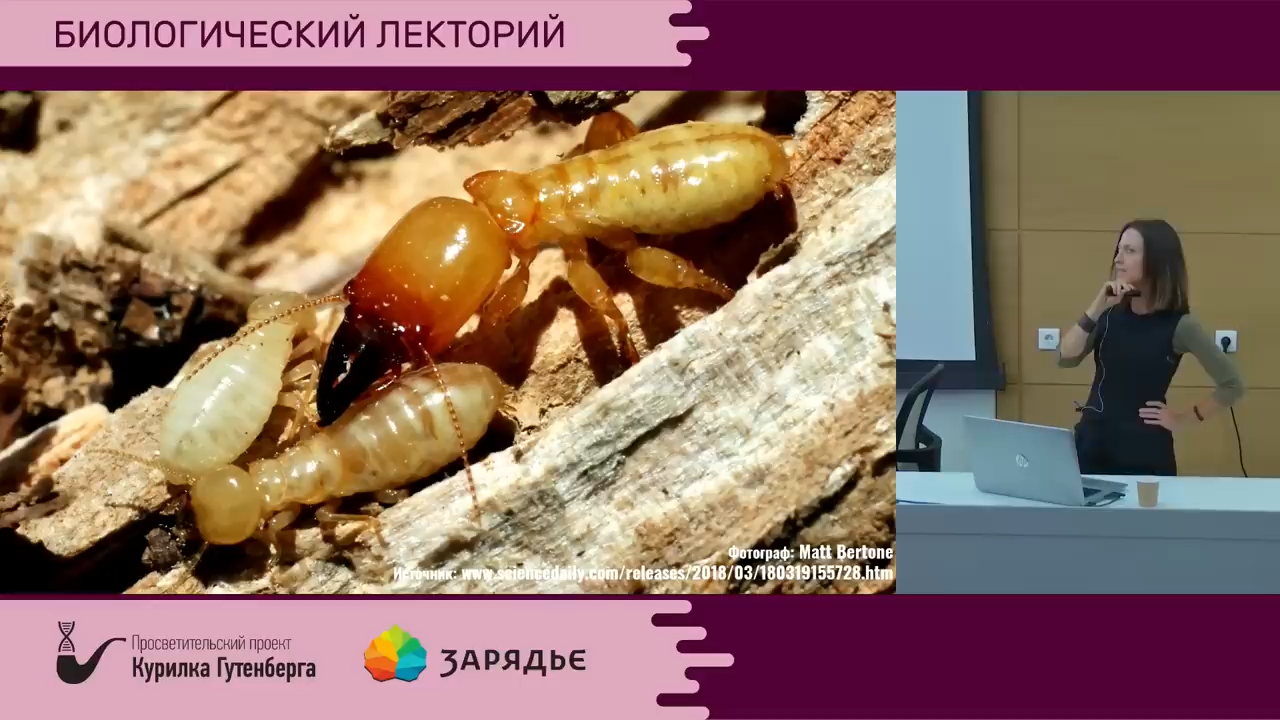 БИОЛОГИЧЕСКИЙ ЛЕКТОРИЙ
Фотограф: Matt Bertone
Источник: www.sciencedaily.com/releases/2018/03/180319155728.htm
Просветительский проект
Курилка Гутенберга
ЗАРЯДЬЕ
hp